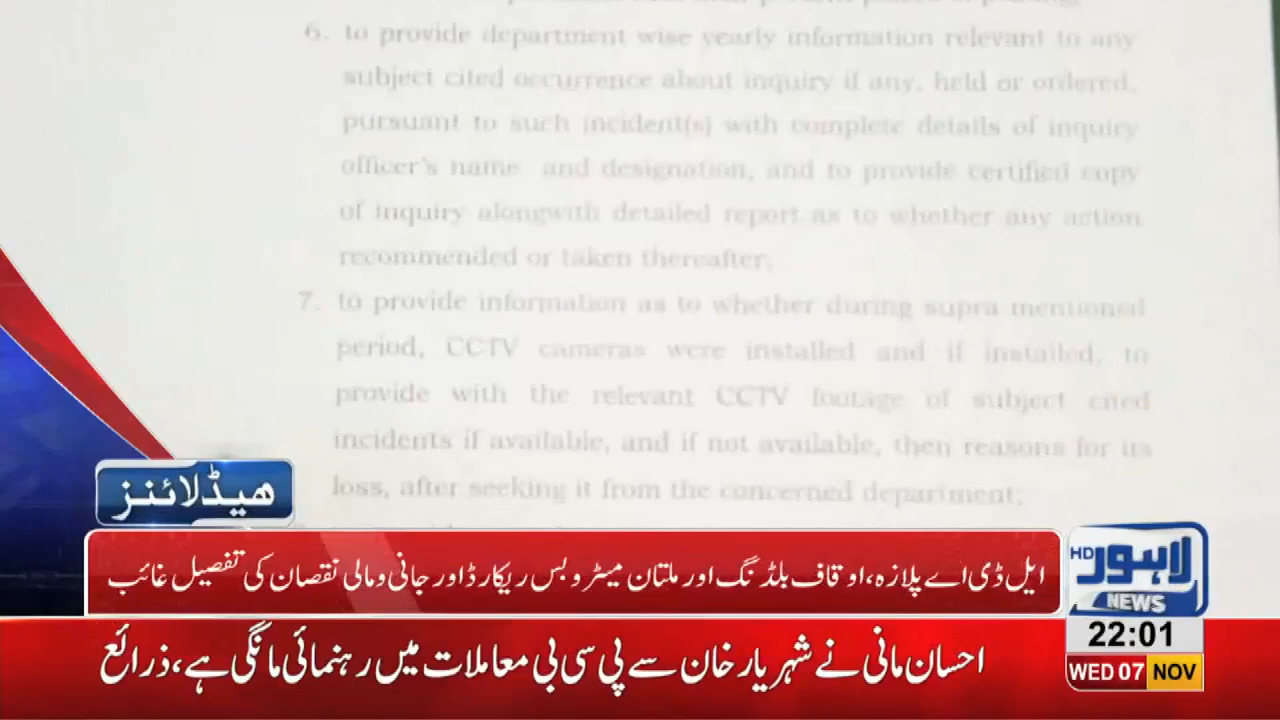 6. to provide department wise yearly information relevant to any
subject cited occurrence about inquiry if any, held or ordered,
pursuant to such incident(s) with complete details of inquiry
officer's name and designation, and to provide certified copy
of inquiry alongwith detailed report as to whether any action
recommended or taken thereafter;
7. to provide information as to whether during supra mentioned
period, CCTV cameras were installed and if installed, to
provide with the relevant CCTV footage of subject cited
incidents if available, and if not available, then reasons for its
loss, after seeking it from the concerned department;
ھیڈلائنز
ایل ڈی اے پلازہ، اوقاف بلڈنگ اور ملتان میٹرو بس ریکارڈ اور جانی ومالی نقصان کی تفصیل غائب
لاہور HD
NEWS
22:01
احسان مانی نے شہریار خان سے پی سی بی معاملات میں رہنمائی مانگی ہے، ذرائع
WED 07 NOV